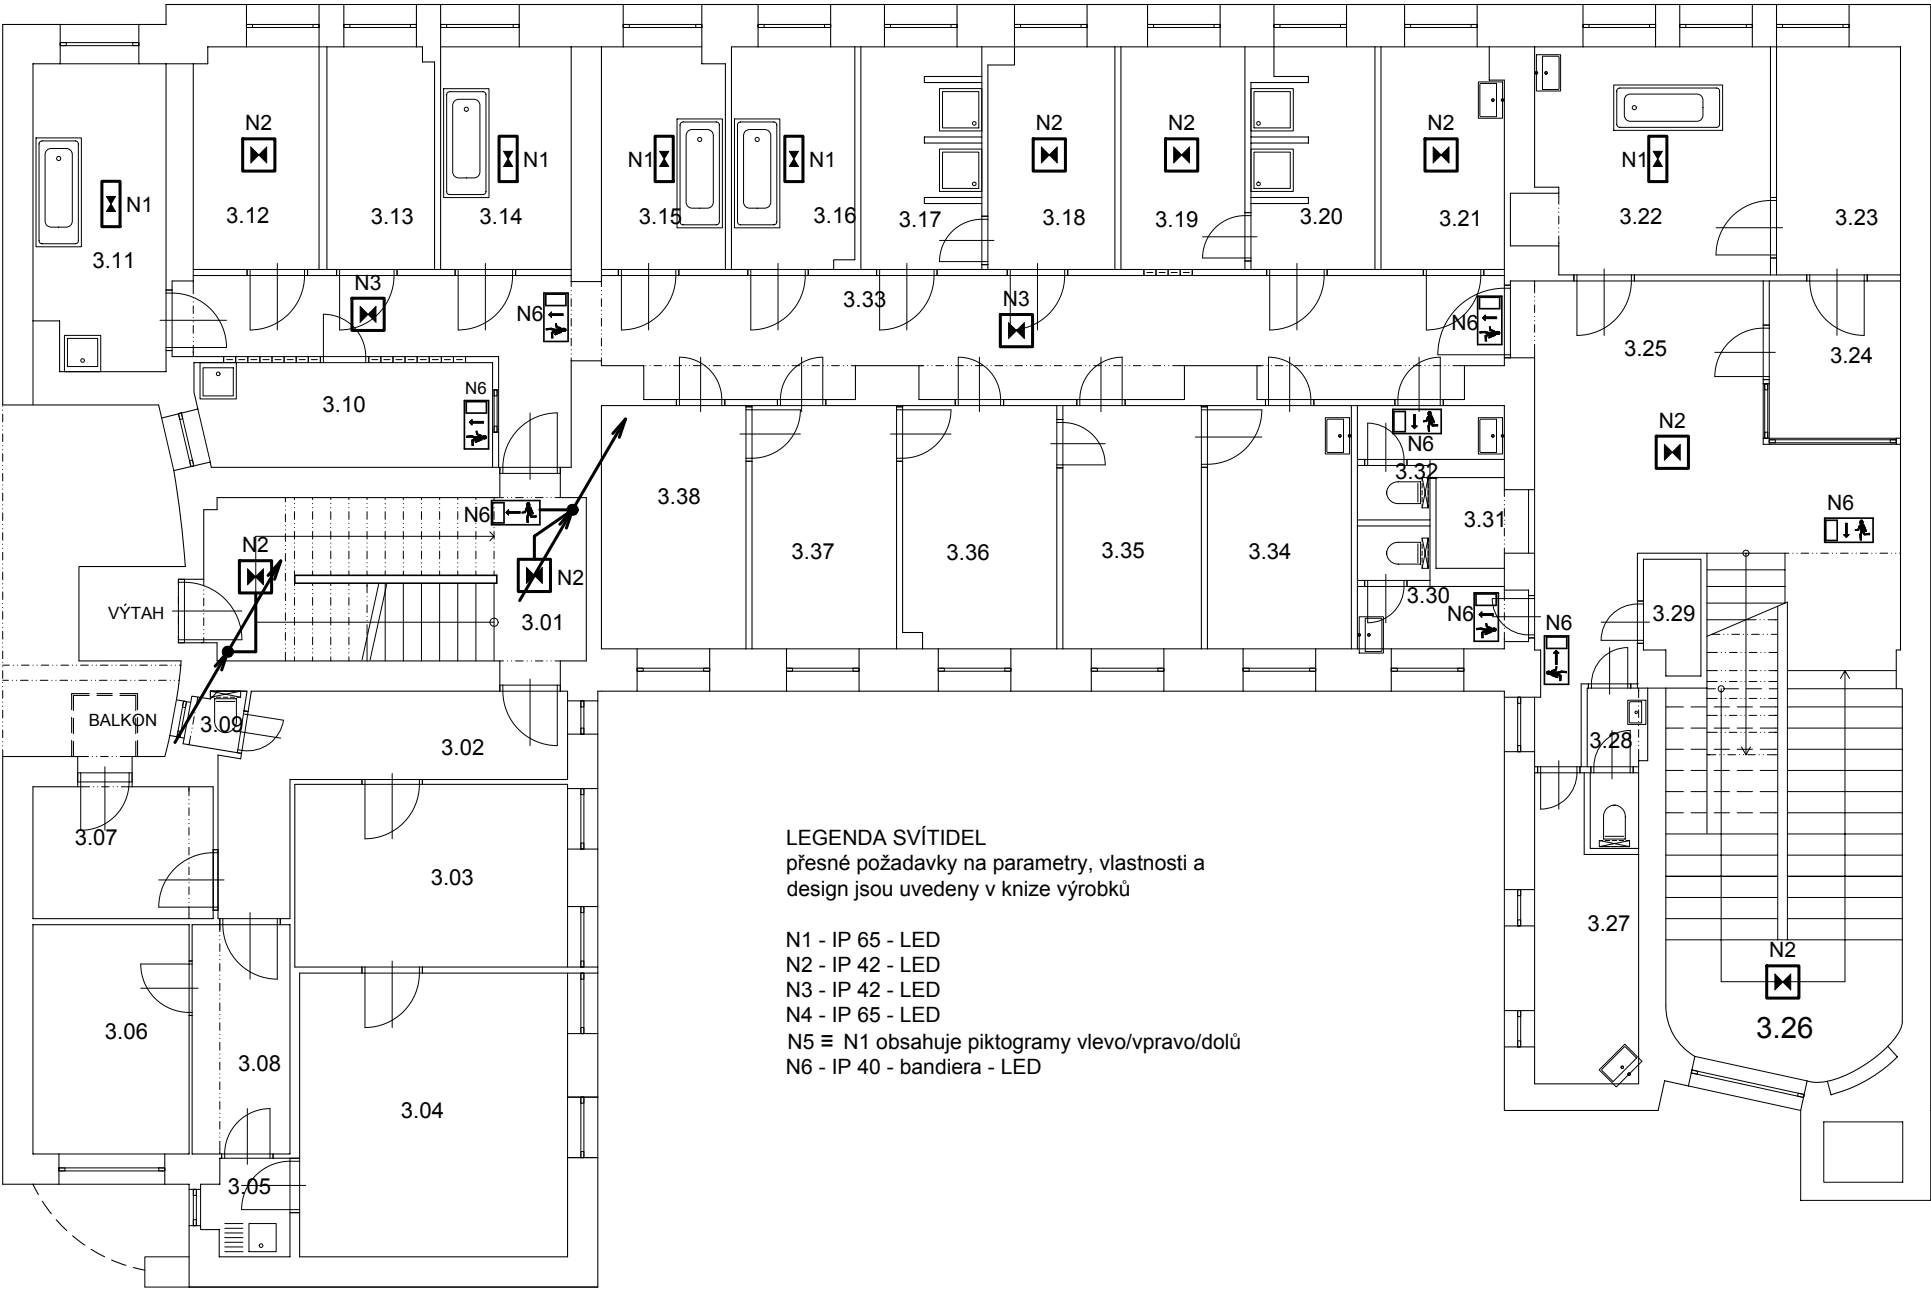 N2
N1
N1
N1
N2
N2
N2
N1
N1
3.11
3.12
3.13
3.14
3.15
3.16
3.17
3.18
3.19
3.20
3.21
3.22
3.23
N3
N6
3.33
N3
N6
3.25
3.24
3.10
N6
N6
3.32
N2
3.38
3.37
3.36
3.35
3.34
3.31
N6
N6
N2
N2
VÝTAH
3.01
3.30
N6
N6
3.29
BALKON
3.09
3.02
3.28
3.07
3.03
3.27
3.06
3.08
3.04
3.05
N2
3.26
LEGENDA SVÍTIDEL
přesné požadavky na parametry, vlastnosti a
design jsou uvedeny v knize výrobků
N1 - IP 65 - LED
N2 - IP 42 - LED
N3 - IP 42 - LED
N4 - IP 65 - LED
N5 ≡ N1 obsahuje piktogramy vlevo/vpravo/dolů
N6 - IP 40 - bandiera - LED